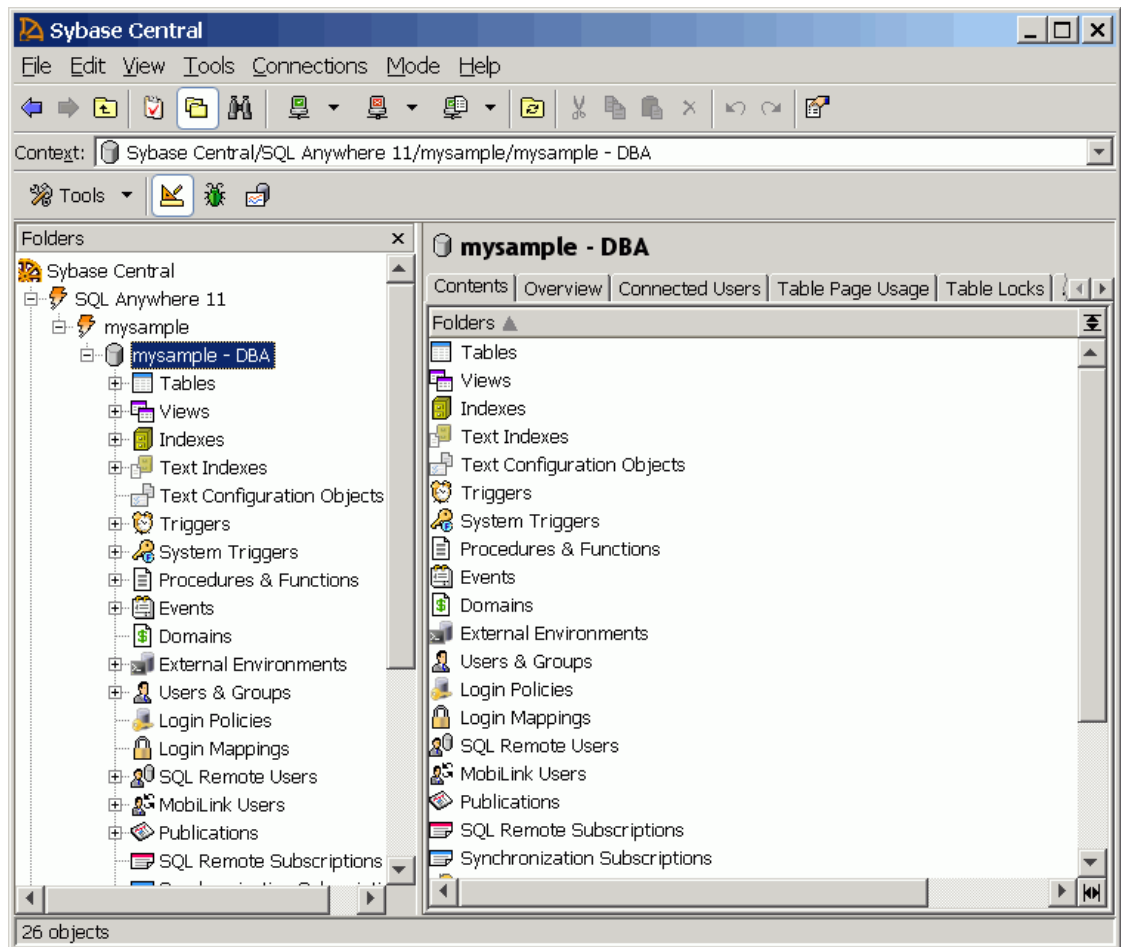 Sybase Central
File Edit View Tools Connections Mode Help
Context: Sybase Central/SQL Anywhere 11/mysample/mysample - DBA
Tools
Folders
Sybase Central
SQL Anywhere 11
mysample
mysample - DBA
Tables
Views
Indexes
Text Indexes
Text Configuration Objects
Triggers
System Triggers
Procedures & Functions
Events
Domains
External Environments
Users & Groups
Login Policies
Login Mappings
SQL Remote Users
MobiLink Users
Publications
SQL Remote Subscriptions
mysample - DBA
Contents Overview Connected Users Table Page Usage Table Locks
Folders
Tables
Views
Indexes
Text Indexes
Text Configuration Objects
Triggers
System Triggers
Procedures & Functions
Events
Domains
External Environments
Users & Groups
Login Policies
Login Mappings
SQL Remote Users
MobiLink Users
Publications
SQL Remote Subscriptions
Synchronization Subscriptions
26 objects